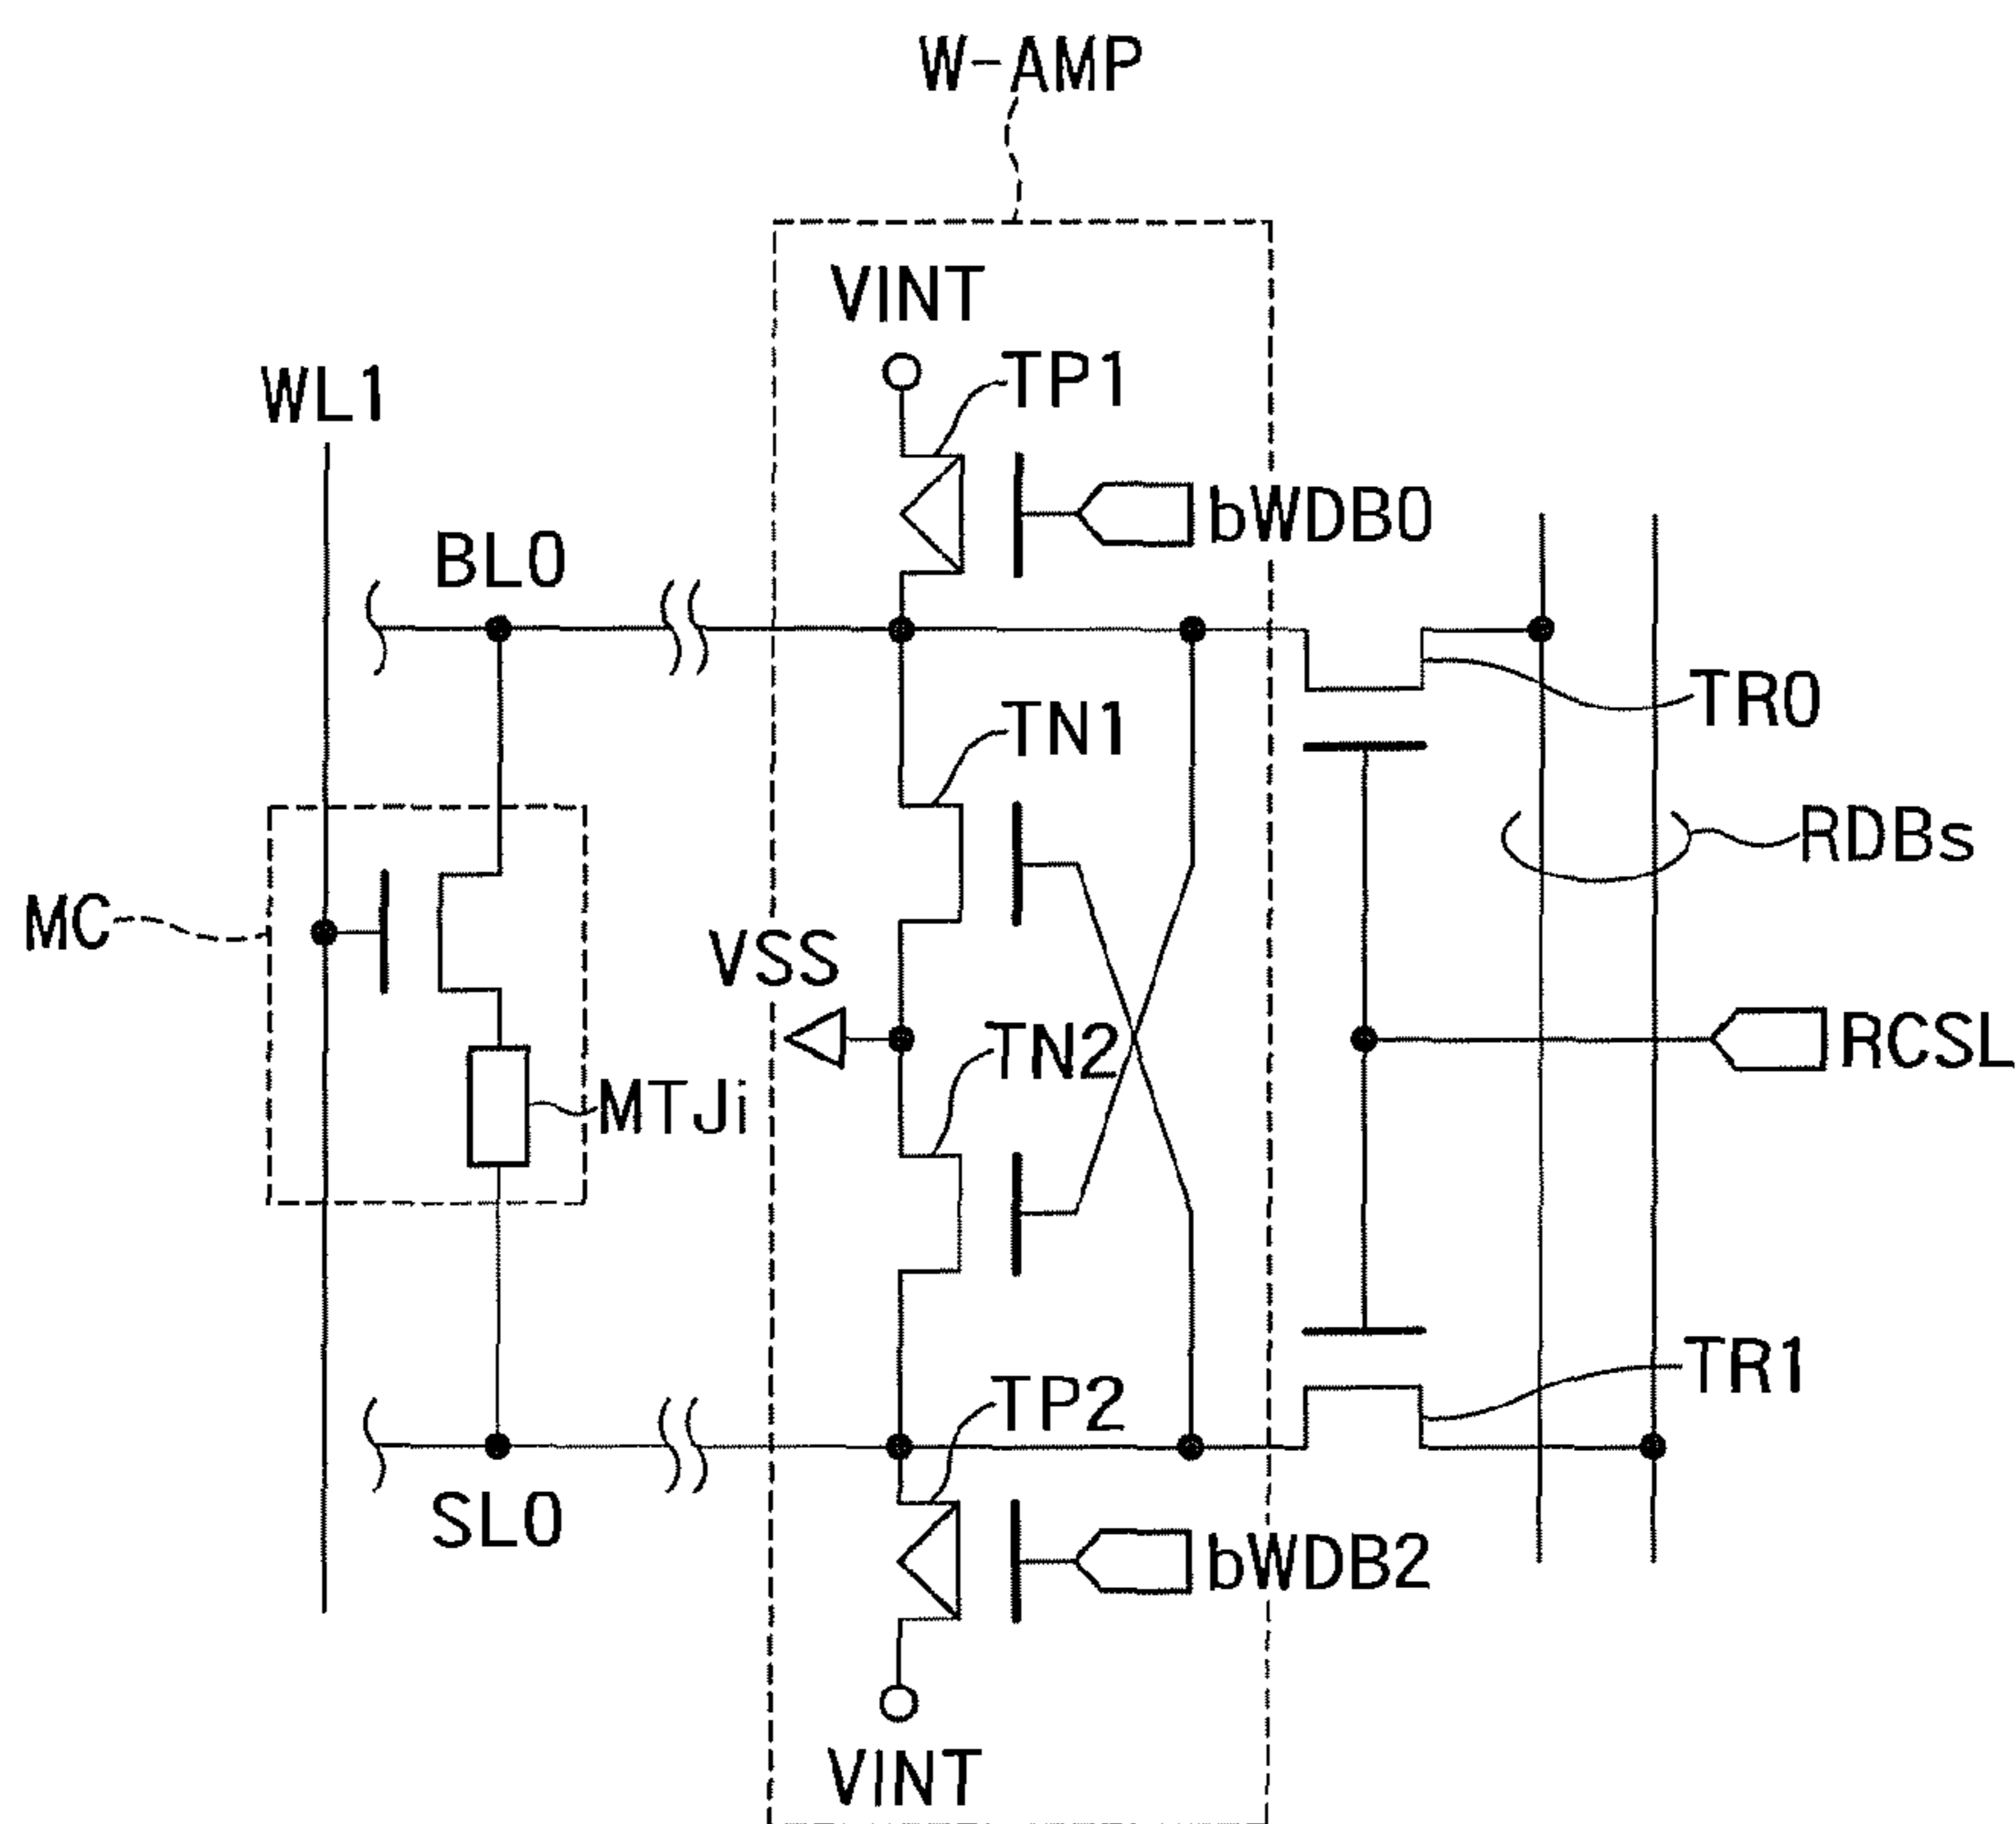 W-AMP
VINT
TP1
WL1
bWDB0
BL0
TR0
TN1
RDBs
MC
VSS
TN2
RCSL
MTJi
TR1
TP2
SL0
bWDB2
VINT